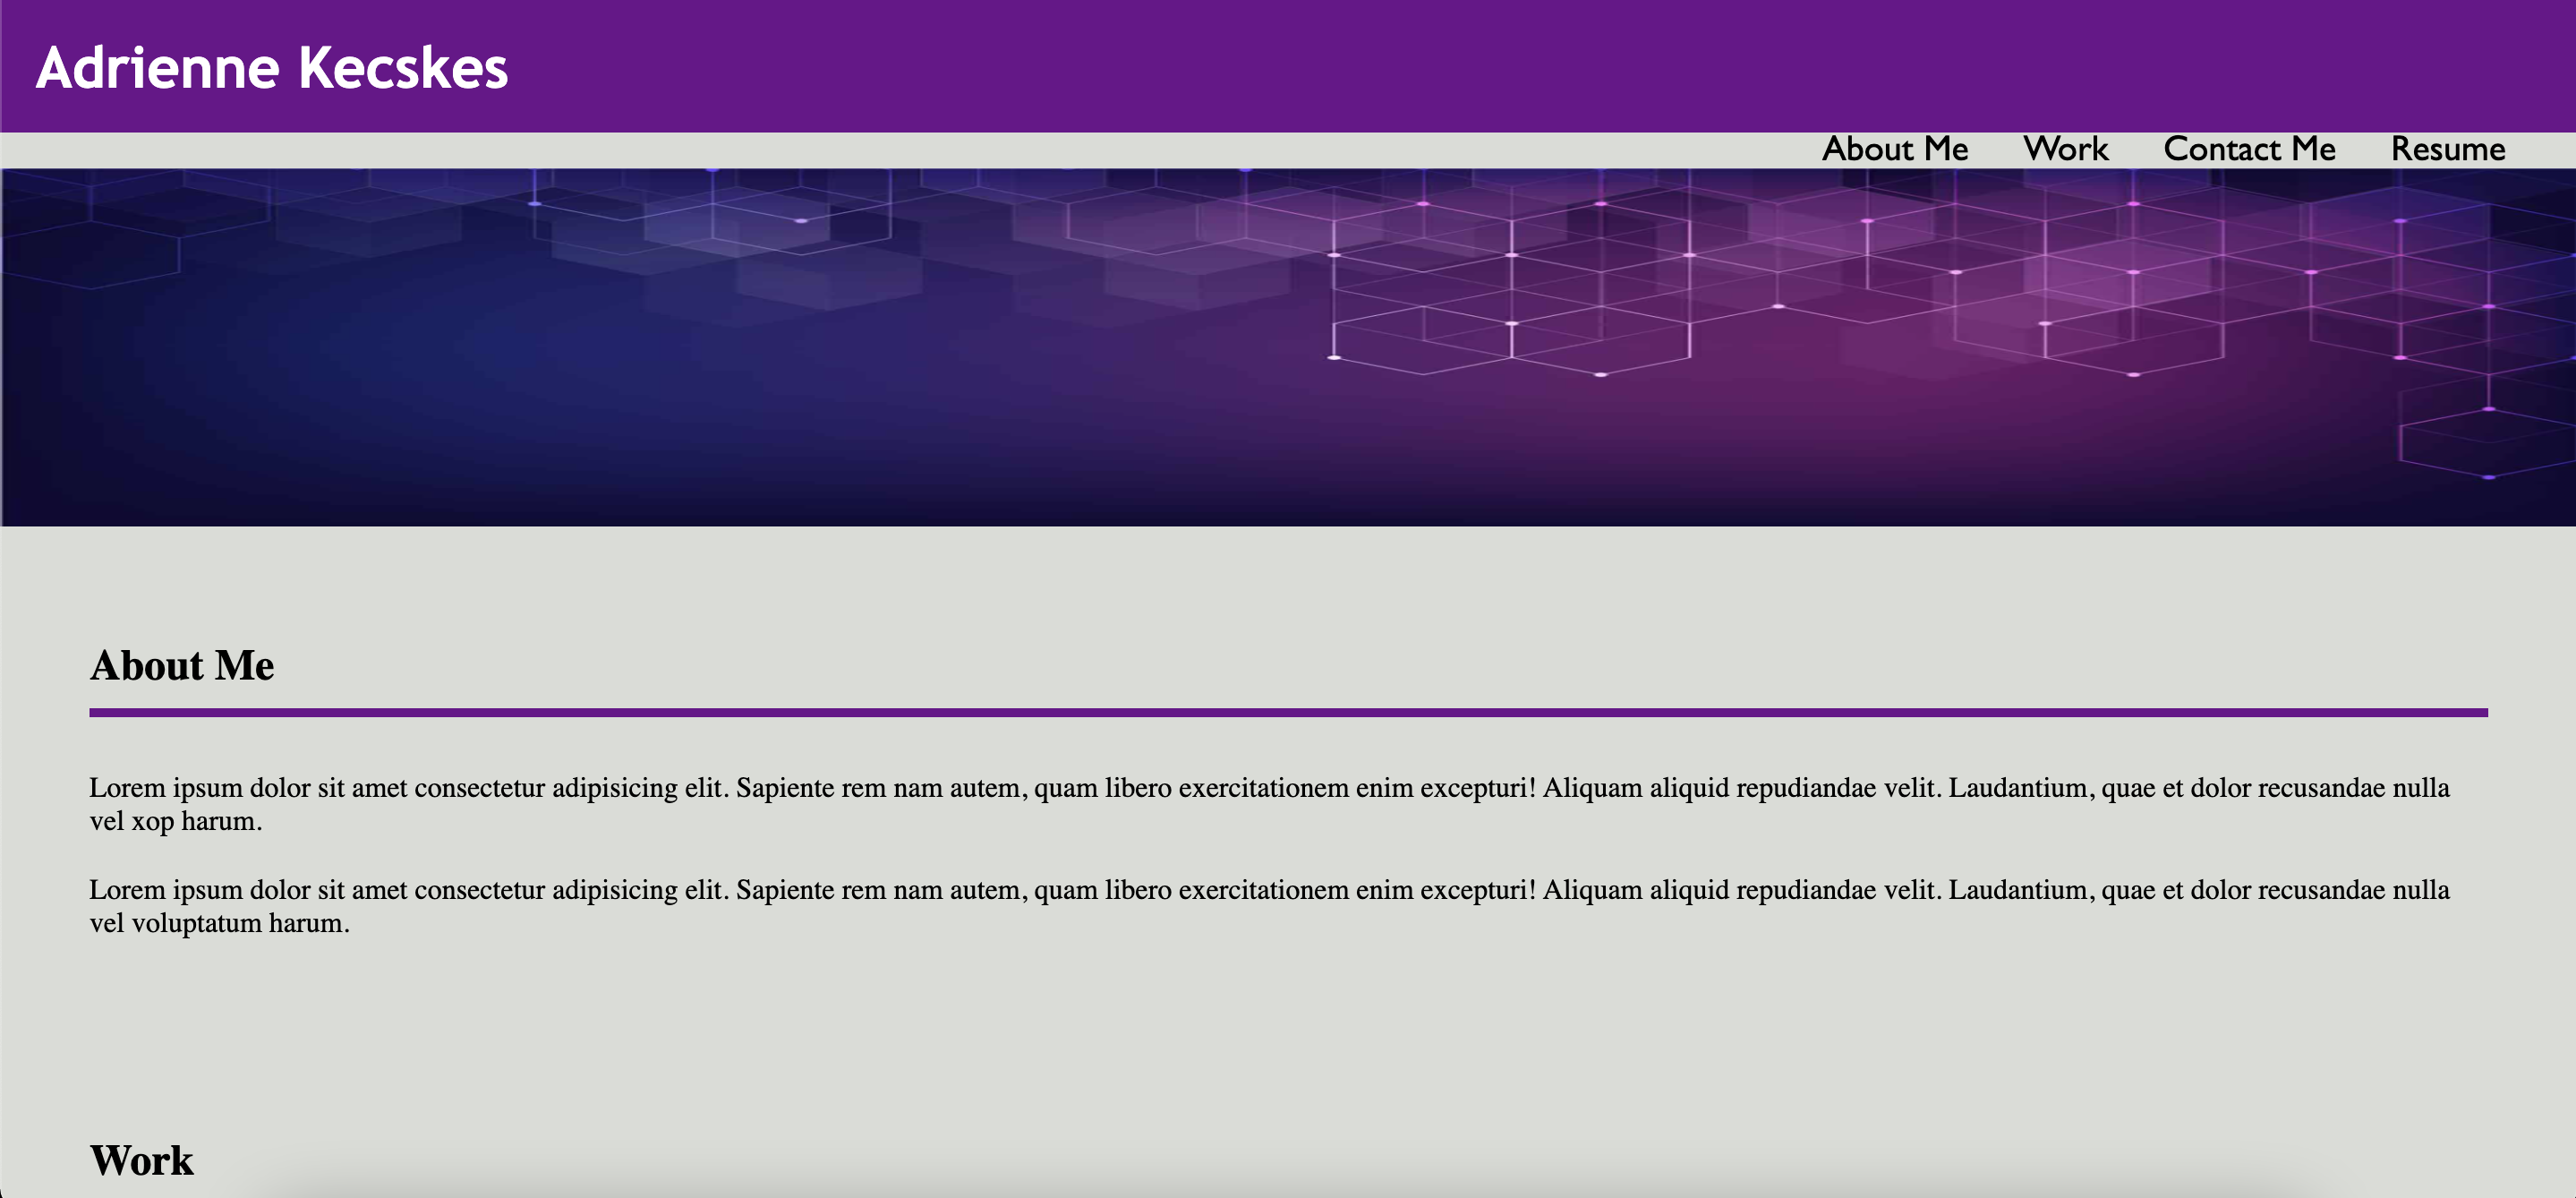 Adrienne Kecskes
About Me Work Contact Me Resume
About Me
Lorem ipsum dolor sit amet consectetur adipisicing elit. Sapiente rem nam autem, quam libero exercitationem enim excepturi! Aliquam aliquid repudiandae velit. Laudantium, quae et dolor recusandae nulla
vel xop harum.
Lorem ipsum dolor sit amet consectetur adipisicing elit. Sapiente rem nam autem, quam libero exercitationem enim excepturi! Aliquam aliquid repudiandae velit. Laudantium, quae et dolor recusandae nulla
vel voluptatum harum.
Work